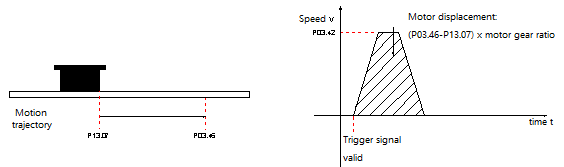 Speed v
Motor displacement:
(P03.46-P13.07) x motor gear ratio
P03.42
Motion
trajectory
P13.07
P03.46
time t
Trigger signal
valid